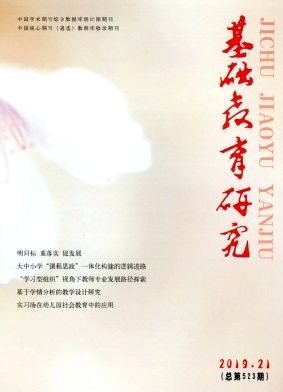 中国学术期刊综合数据库统计源期刊
中国核心期刊（遴选）数据库收录期刊
基础教育研究
JICHU JIAOYU YANJIU
明目标 重落实 促发展
大中小学“课程思政”一体化构建的逻辑进路
“学习型组织”视角下教师专业发展路径探索
基于学情分析的教学设计研究
实习场在幼儿园社会教育中的应用
2019.21
（总第523期）